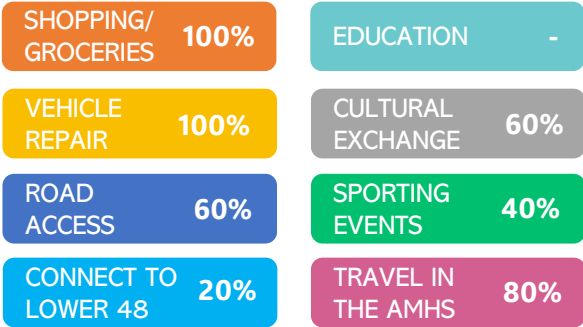 SHOPPING/
GROCERIES 100%
EDUCATION -
VEHICLE
REPAIR 100%
CULTURAL
EXCHANGE 60%
ROAD
ACCESS 60%
SPORTING
EVENTS 40%
CONNECT TO
LOWER 48 20%
TRAVEL IN
THE AMHS 80%